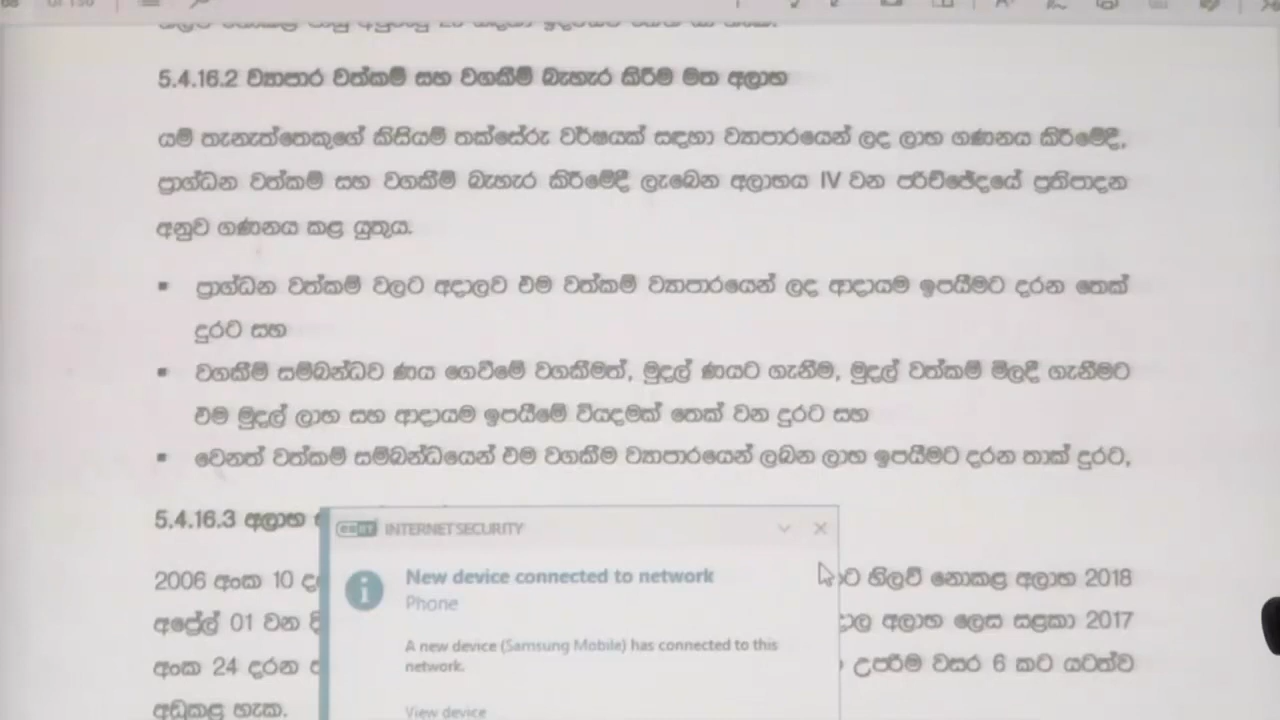 5.4.16.2 ව්‍යාපාර වත්කම් සහ වගකීම් බැහැර කිරීම මත අලාභ
යම් තැනැත්තෙකුගේ කිසියම් තක්සේරු වර්ෂයක් සඳහා ව්‍යාපාරයෙන් ලද ලාභ ගණනය කිරීමේදී,
ප්‍රාග්ධන වත්කම් සහ වගකීම් බැහැර කිරීමේදී ලැබෙන අලාභය IV වන පරිච්ඡේදයේ ප්‍රතිපාදන
අනුව ගණනය කළ යුතුය.
▪ ප්‍රාග්ධන වත්කම් වලට අදාලව එම වත්කම් ව්‍යාපාරයෙන් ලද ආදායම ඉපයීමට දරන තෙක්
දුරට සහ
▪ වගකීම් සම්බන්ධව ණය ගෙවීමේ වගකීමත්, මුදල් ණයට ගැනීම, මුදල් වත්කම් මිලදී ගැනීමට
එම මුදල් ලාභ සහ ආදායම ඉපයීමේ වියදමක් තෙක් වන දුරට සහ
▪ වෙනත් වත්කම් සම්බන්ධයෙන් එම වගකීම ව්‍යාපාරයෙන් ලබන ලාභ ඉපයීමට දරන තාක් දුරට,
5.4.16.3 අලාභ
eset INTERNET SECURITY
New device connected to network
Phone
A new device (Samsung Mobile) has connected to this
network.
View device
2006 අංක 10 හිලව් නොකළ අලාභ 2018
අප්‍රේල් 01 වන අලාභ ලෙස සළකා 2017
අංක 24 දරන උපරිම වසර 6 කට යටත්ව
අඩුකළ හැක.